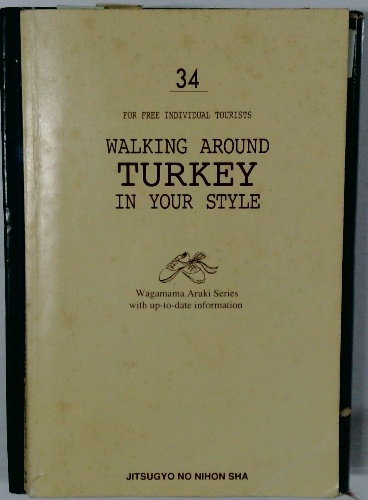 34
FOR FREE INDIVIDUAL TOURISTS
WALKING AROUND
TURKEY
IN YOUR STYLE
Wagamama Aruki Series
with up-to-date information
JITSUGYO NO NIHON SHA